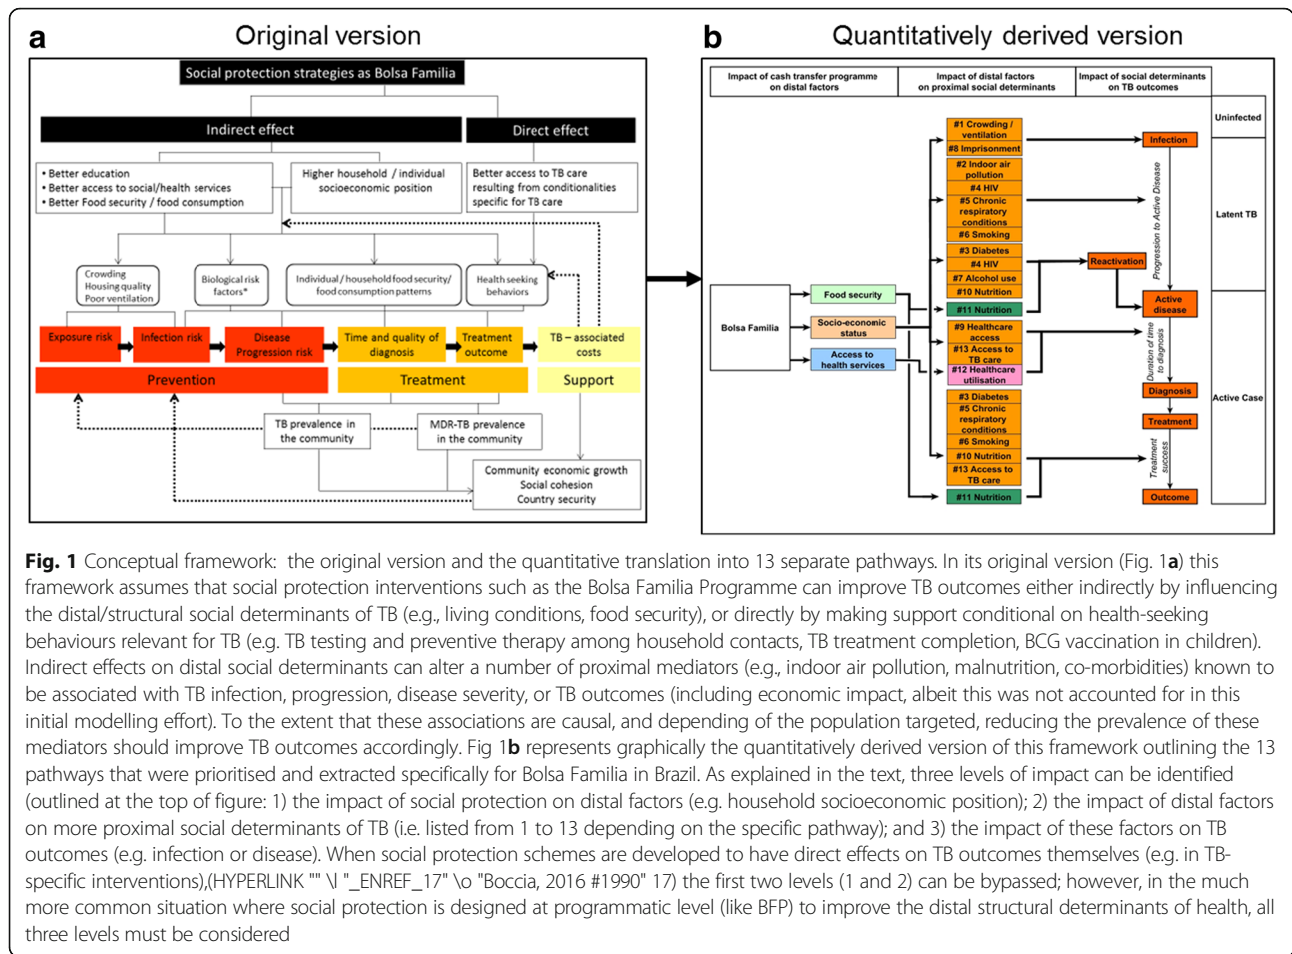 a Original version
Social protection strategies as Bolsa Familia
Indirect effect
Direct effect
• Better education
• Better access to social/health services
• Better Food security / food consumption
Higher household / individual
socioeconomic position
Better access to TB care
resulting from conditionalities
specific for TB care
Crowding
Housing quality
Poor ventilation
Biological risk
factors*
Individual / household food security/
food consumption patterns
Health seeking
behaviors
Exposure risk
Infection risk
Disease
Progression risk
Time and quality of
diagnosis
Treatment
outcome
TB – associated
costs
Prevention
Treatment
Support
TB prevalence in
the community
MDR-TB prevalence
in the community
Community economic growth
Social cohesion
Country security
b Quantitatively derived version
Impact of cash transfer programme
on distal factors
Impact of distal factors
on proximal social determinants
Impact of social determinants
on TB outcomes
Bolsa Familia
Food security
Socio-economic
status
Access to
health services
#1 Crowding /
ventilation
#8 Imprisonment
#2 Indoor air
pollution
#4 HIV
#5 Chronic
respiratory
conditions
#6 Smoking
#3 Diabetes
#4 HIV
#7 Alcohol use
#10 Nutrition
#11 Nutrition
#9 Healthcare
access
#13 Access to
TB care
#12 Healthcare
utilisation
#3 Diabetes
#5 Chronic
respiratory
conditions
#6 Smoking
#10 Nutrition
#13 Access to
TB care
#11 Nutrition
Infection
Reactivation
Active
disease
Diagnosis
Treatment
Outcome
Progression to Active Disease
Duration of time
to diagnosis
Treatment
success
Uninfected
Latent TB
Active Case
Fig. 1 Conceptual framework: the original version and the quantitative translation into 13 separate pathways. In its original version (Fig. 1a) this
framework assumes that social protection interventions such as the Bolsa Familia Programme can improve TB outcomes either indirectly by influencing
the distal/structural social determinants of TB (e.g., living conditions, food security), or directly by making support conditional on health-seeking
behaviours relevant for TB (e.g. TB testing and preventive therapy among household contacts, TB treatment completion, BCG vaccination in children).
Indirect effects on distal social determinants can alter a number of proximal mediators (e.g., indoor air pollution, malnutrition, co-morbidities) known to
be associated with TB infection, progression, disease severity, or TB outcomes (including economic impact, albeit this was not accounted for in this
initial modelling effort). To the extent that these associations are causal, and depending of the population targeted, reducing the prevalence of these
mediators should improve TB outcomes accordingly. Fig 1b represents graphically the quantitatively derived version of this framework outlining the 13
pathways that were prioritised and extracted specifically for Bolsa Familia in Brazil. As explained in the text, three levels of impact can be identified
(outlined at the top of figure: 1) the impact of social protection on distal factors (e.g. household socioeconomic position); 2) the impact of distal factors
on more proximal social determinants of TB (i.e. listed from 1 to 13 depending on the specific pathway); and 3) the impact of these factors on TB
outcomes (e.g. infection or disease). When social protection schemes are developed to have direct effects on TB outcomes themselves (e.g. in TB-
specific interventions),(HYPERLINK "" \l "_ENREF_17" \o "Boccia, 2016 #1990" 17) the first two levels (1 and 2) can be bypassed; however, in the much
more common situation where social protection is designed at programmatic level (like BFP) to improve the distal structural determinants of health, all
three levels must be considered